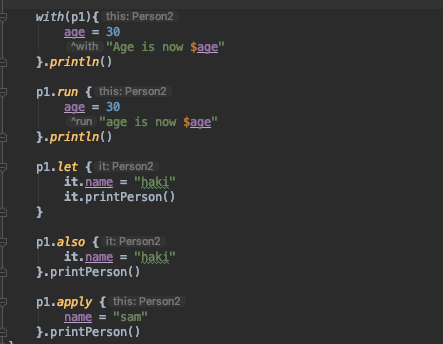 with(p1){ this: Person2
age = 30
^with "Age is now $age"
}.println()
p1.run { this: Person2
age = 30
^run "age is now $age"
}.println()
p1.let { it: Person2
it.name = "haki"
it.printPerson()
}
p1.also { it: Person2
it.name = "haki"
}.printPerson()
p1.apply { this: Person2
name = "sam"
}.printPerson()